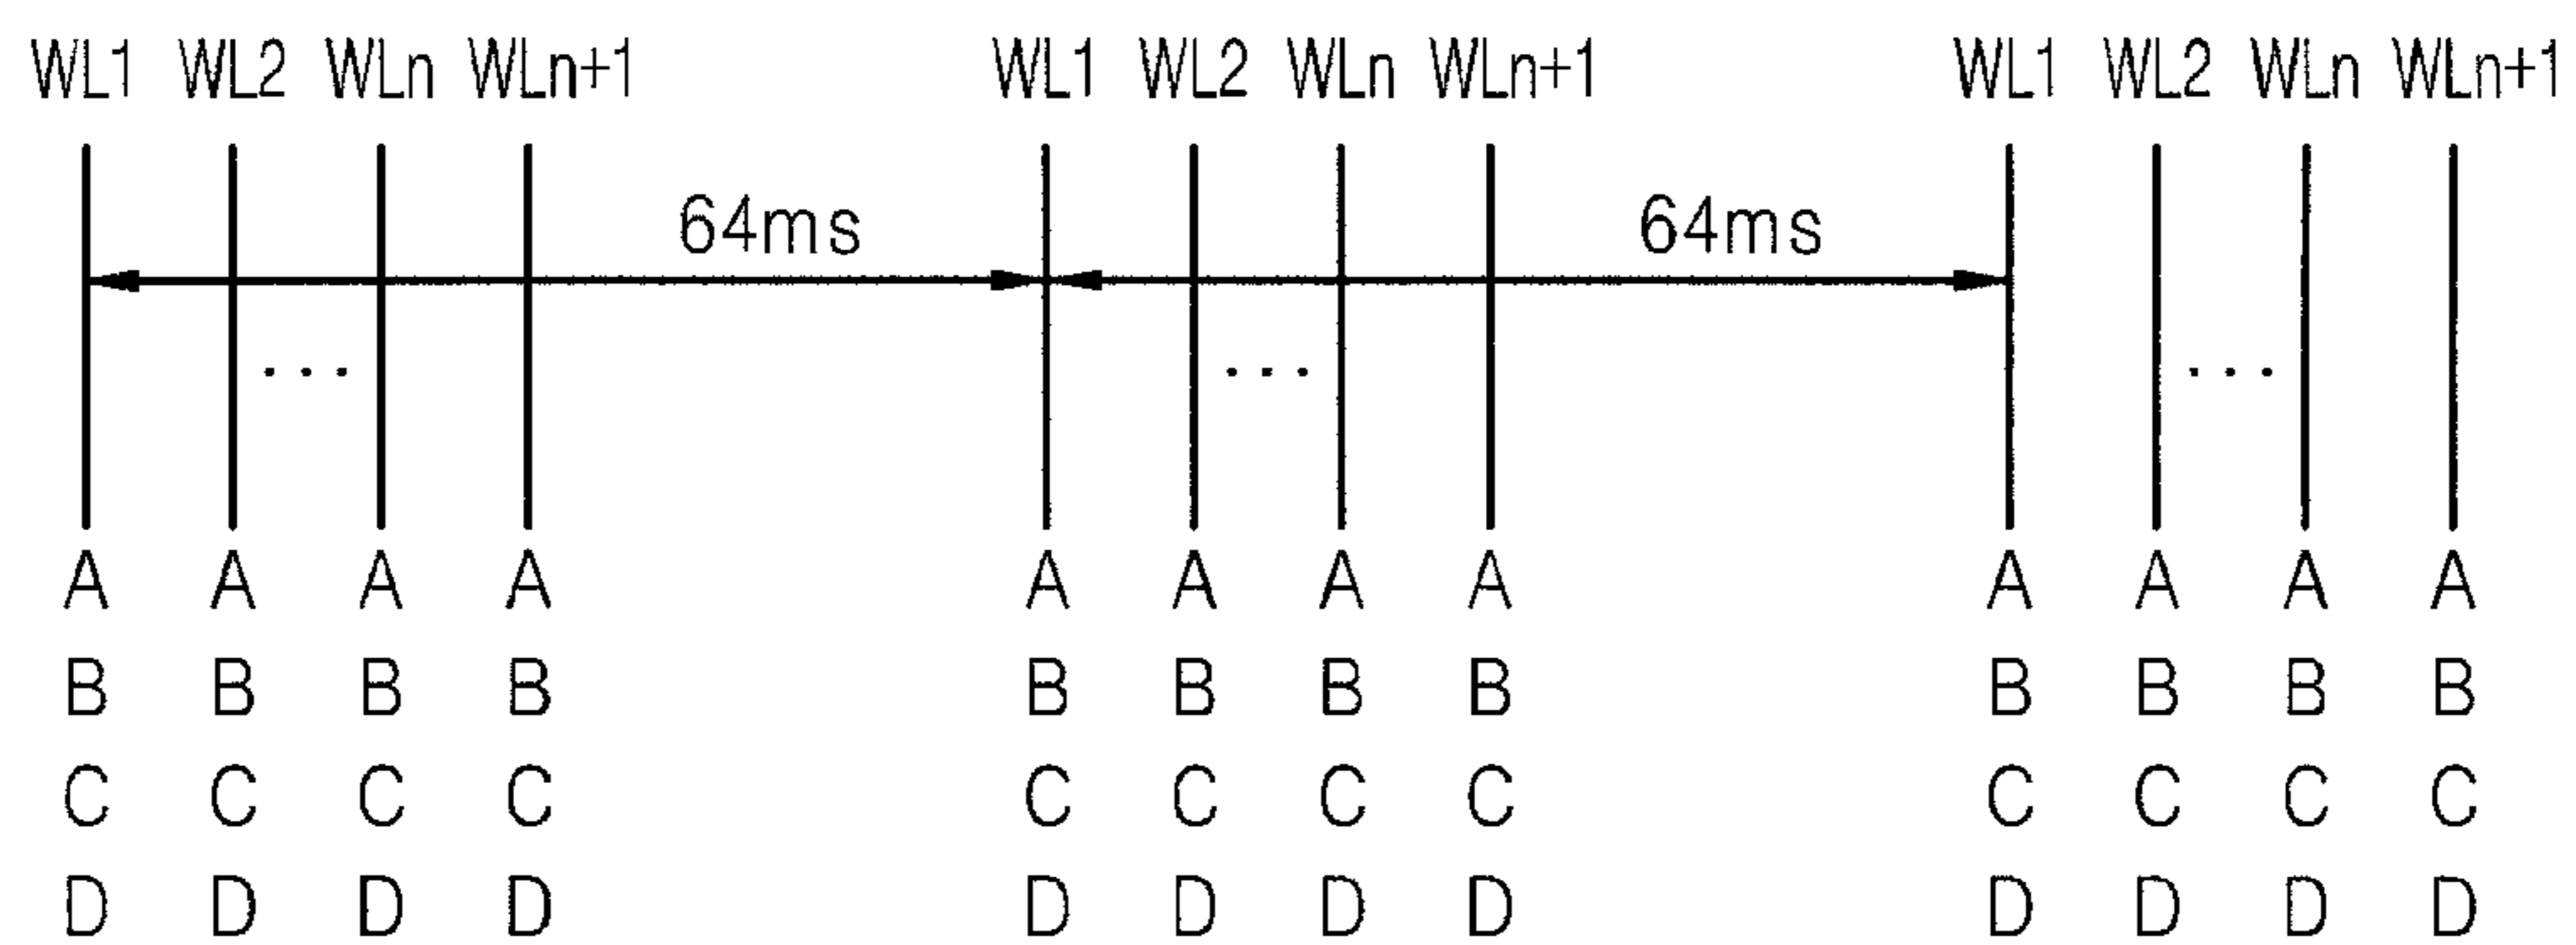 WL1 WL2 WLn WLn+1 WL1 WL2 WLn WLn+1 WL1 WL2 WLn WLn+1
64ms 64ms
... ... ...
A A A A A A A A A A A A
B B B B B B B B B B B B
C C C C C C C C C C C C
D D D D D D D D D D D D